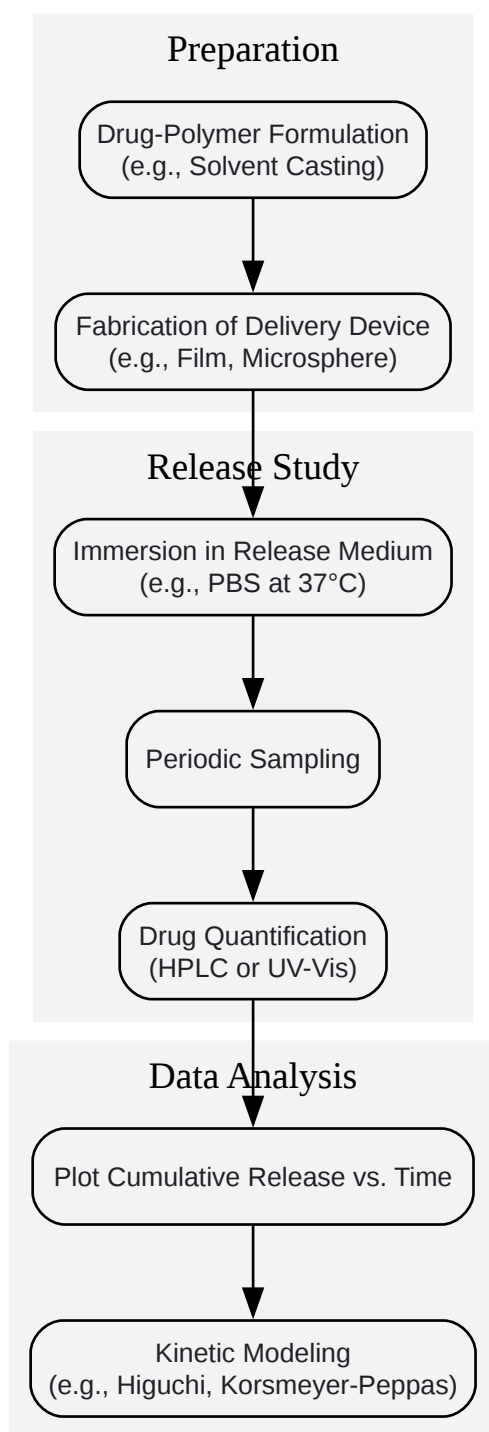 Preparation
Drug-Polymer Formulation
(e.g., Solvent Casting)
Fabrication of Delivery Device
(e.g., Film, Microsphere)
Release Study
Immersion in Release Medium
(e.g., PBS at 37°C)
Periodic Sampling
Drug Quantification
(HPLC or UV-Vis)
Data Analysis
Plot Cumulative Release vs. Time
Kinetic Modeling
(e.g., Higuchi, Korsmeyer-Peppas)